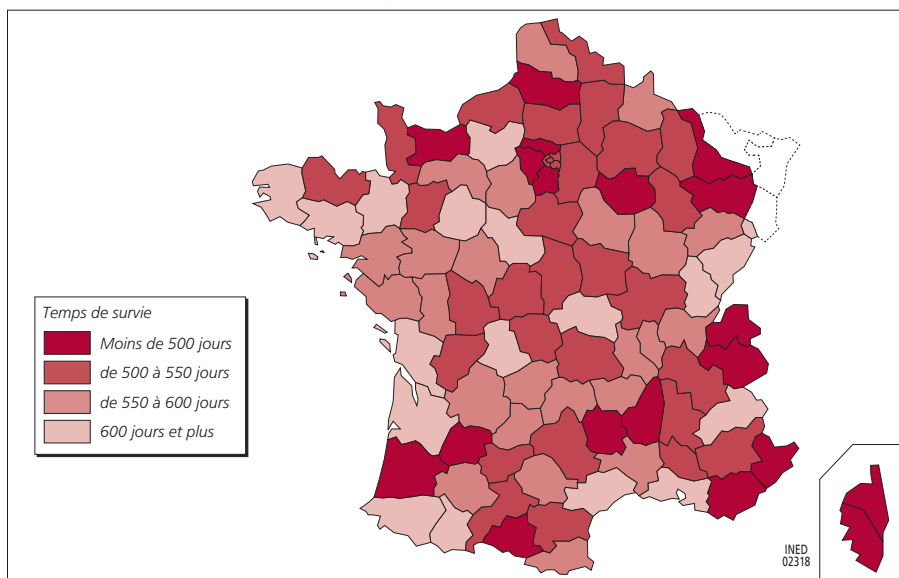 Temps de survie
Moins de 500 jours
de 500 à 550 jours
de 550 à 600 jours
600 jours et plus
INED
02318